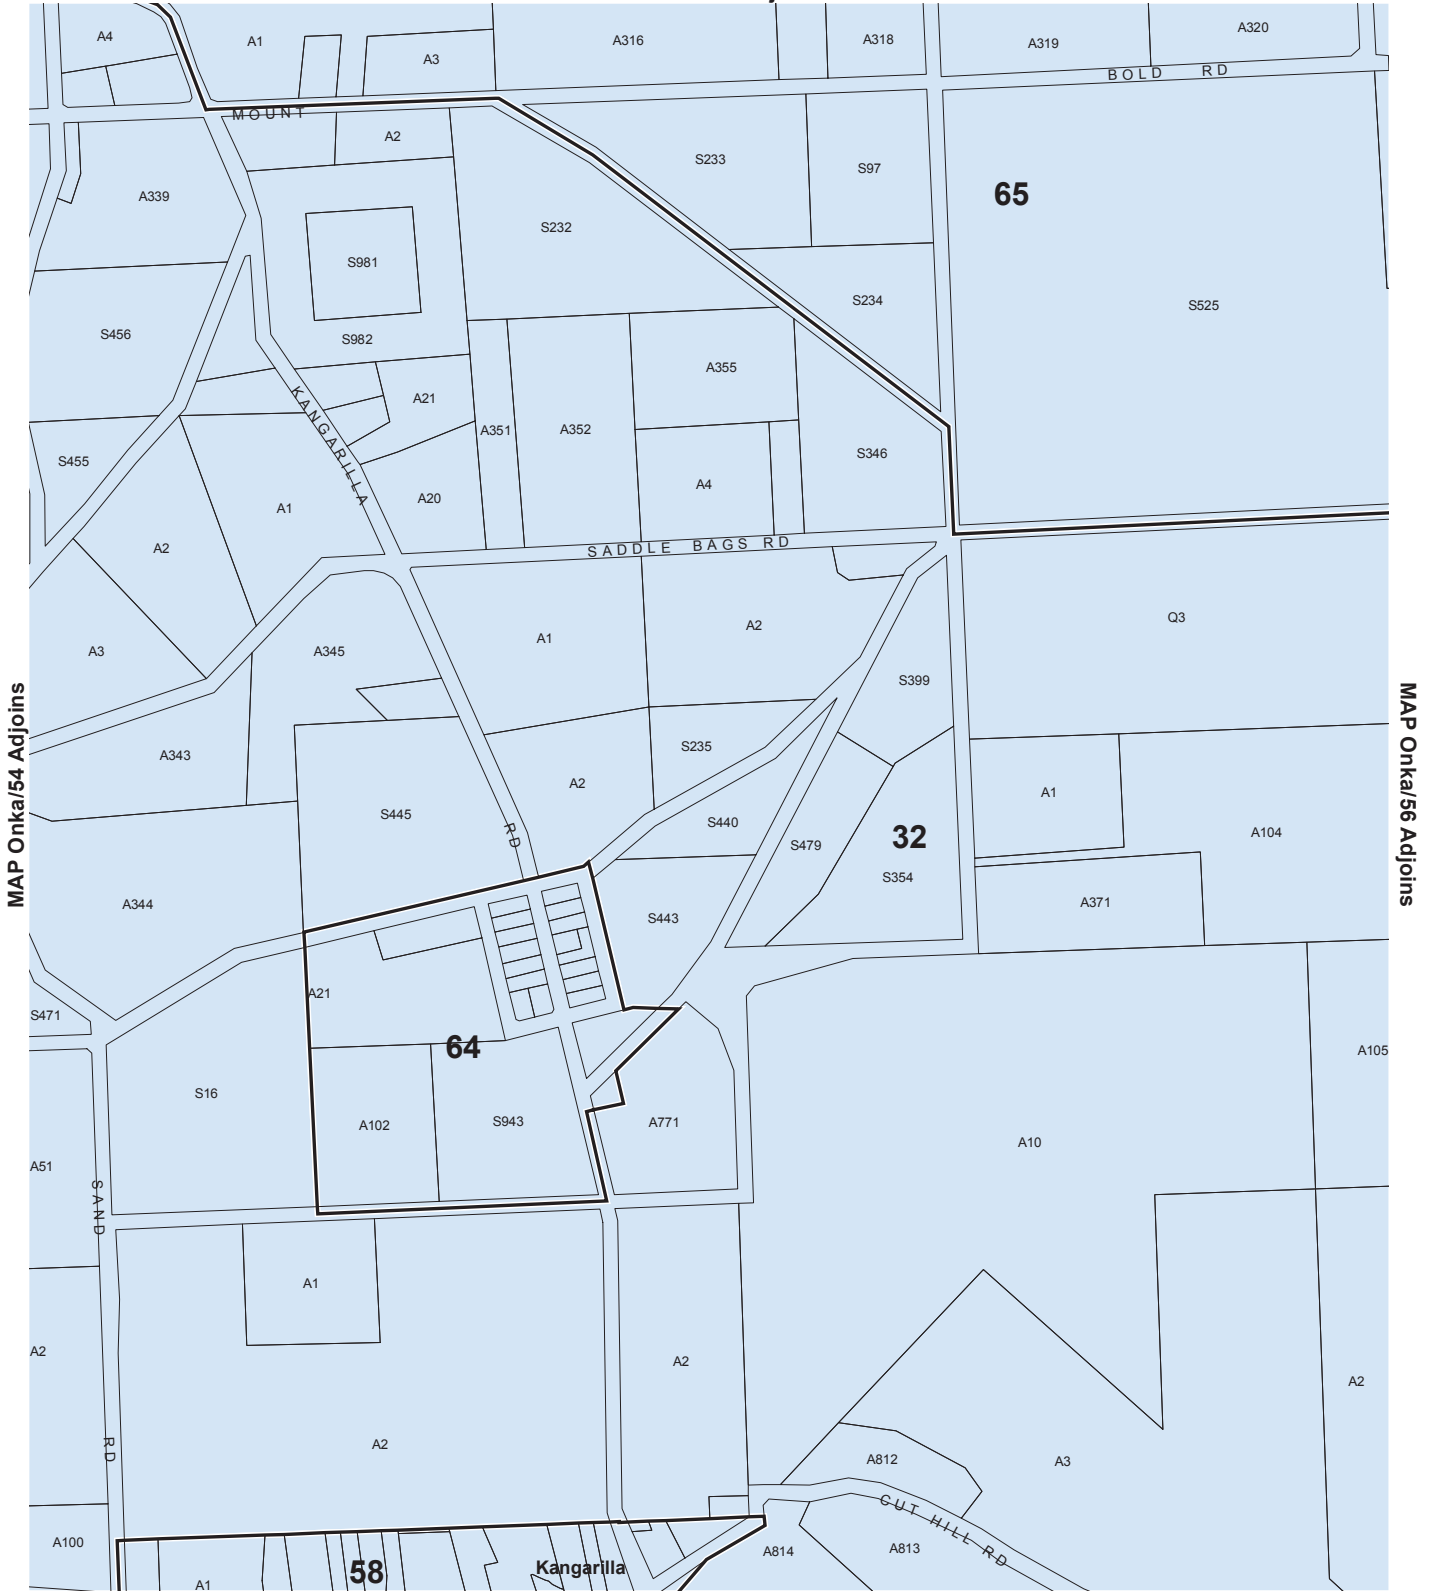 A4
A1
A3
A316
A318
A319
A320
BOLD RD
MOUNT
A2
S233
S97
65
A339
S232
S981
S234
S525
S456
S982
A355
A21
KANGARILLA
A351
A352
S346
S455
A4
A20
A1
A2
SADDLE BAGS RD
Q3
A1
A2
A3
A345
S399
MAP Onka/54 Adjoins
MAP Onka/56 Adjoins
A343
S235
A2
A1
S445
S440
RD
S479
32
A104
S354
A344
A371
S443
A21
S471
64
A105
S16
A102
S943
A771
A10
A51
SAND
A1
A2
A2
A2
A2
RD
A812
A3
CUT HILL RD
A100
A814
A813
58
Kangarilla
A1